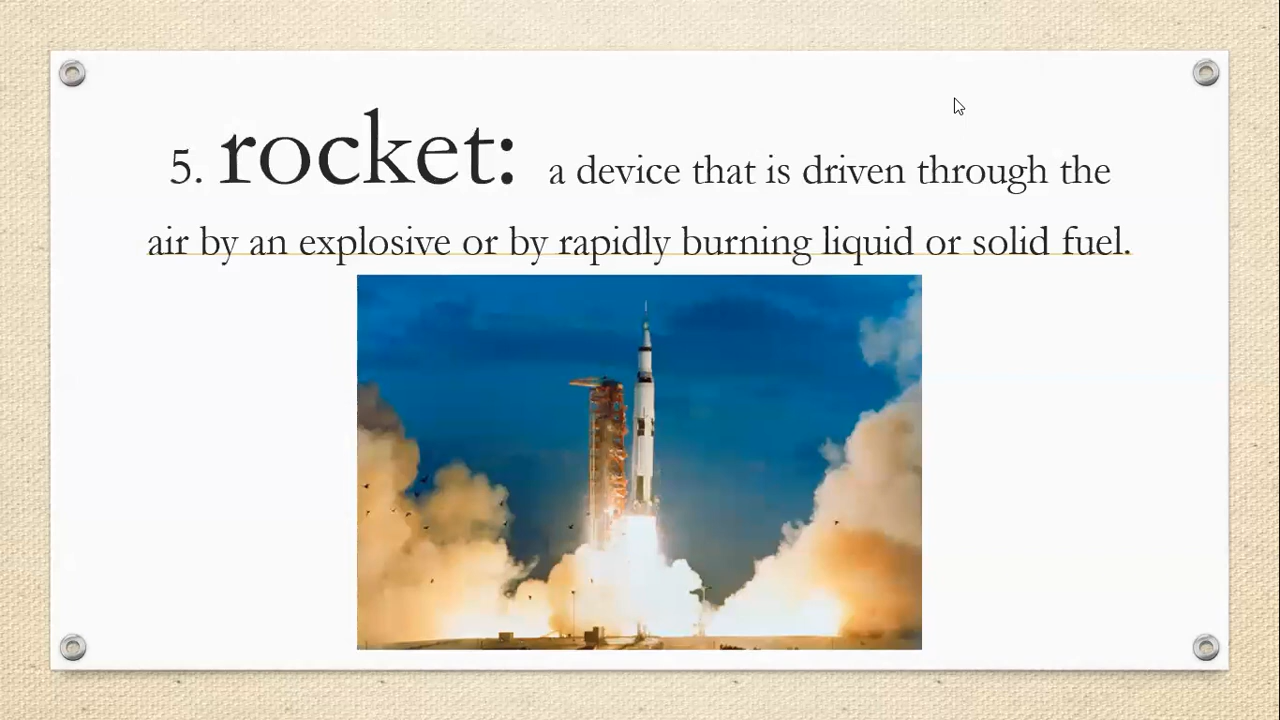 5. rocket: a device that is driven through the
air by an explosive or by rapidly burning liquid or solid fuel.